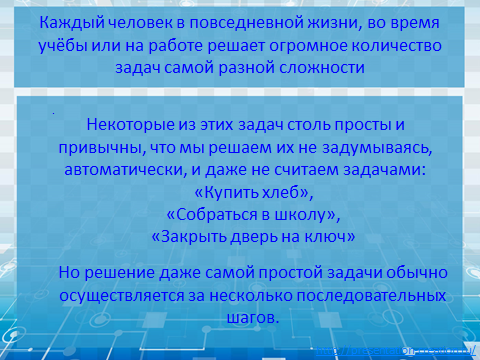 Каждый человек в повседневной жизни, во время
учёбы или на работе решает огромное количество
задач самой разной сложности
Некоторые из этих задач столь просты и
привычны, что мы решаем их не задумываясь,
автоматически, и даже не считаем задачами:
«Купить хлеб»,
«Собраться в школу»,
«Закрыть дверь на ключ»
Но решение даже самой простой задачи обычно
осуществляется за несколько последовательных
шагов.